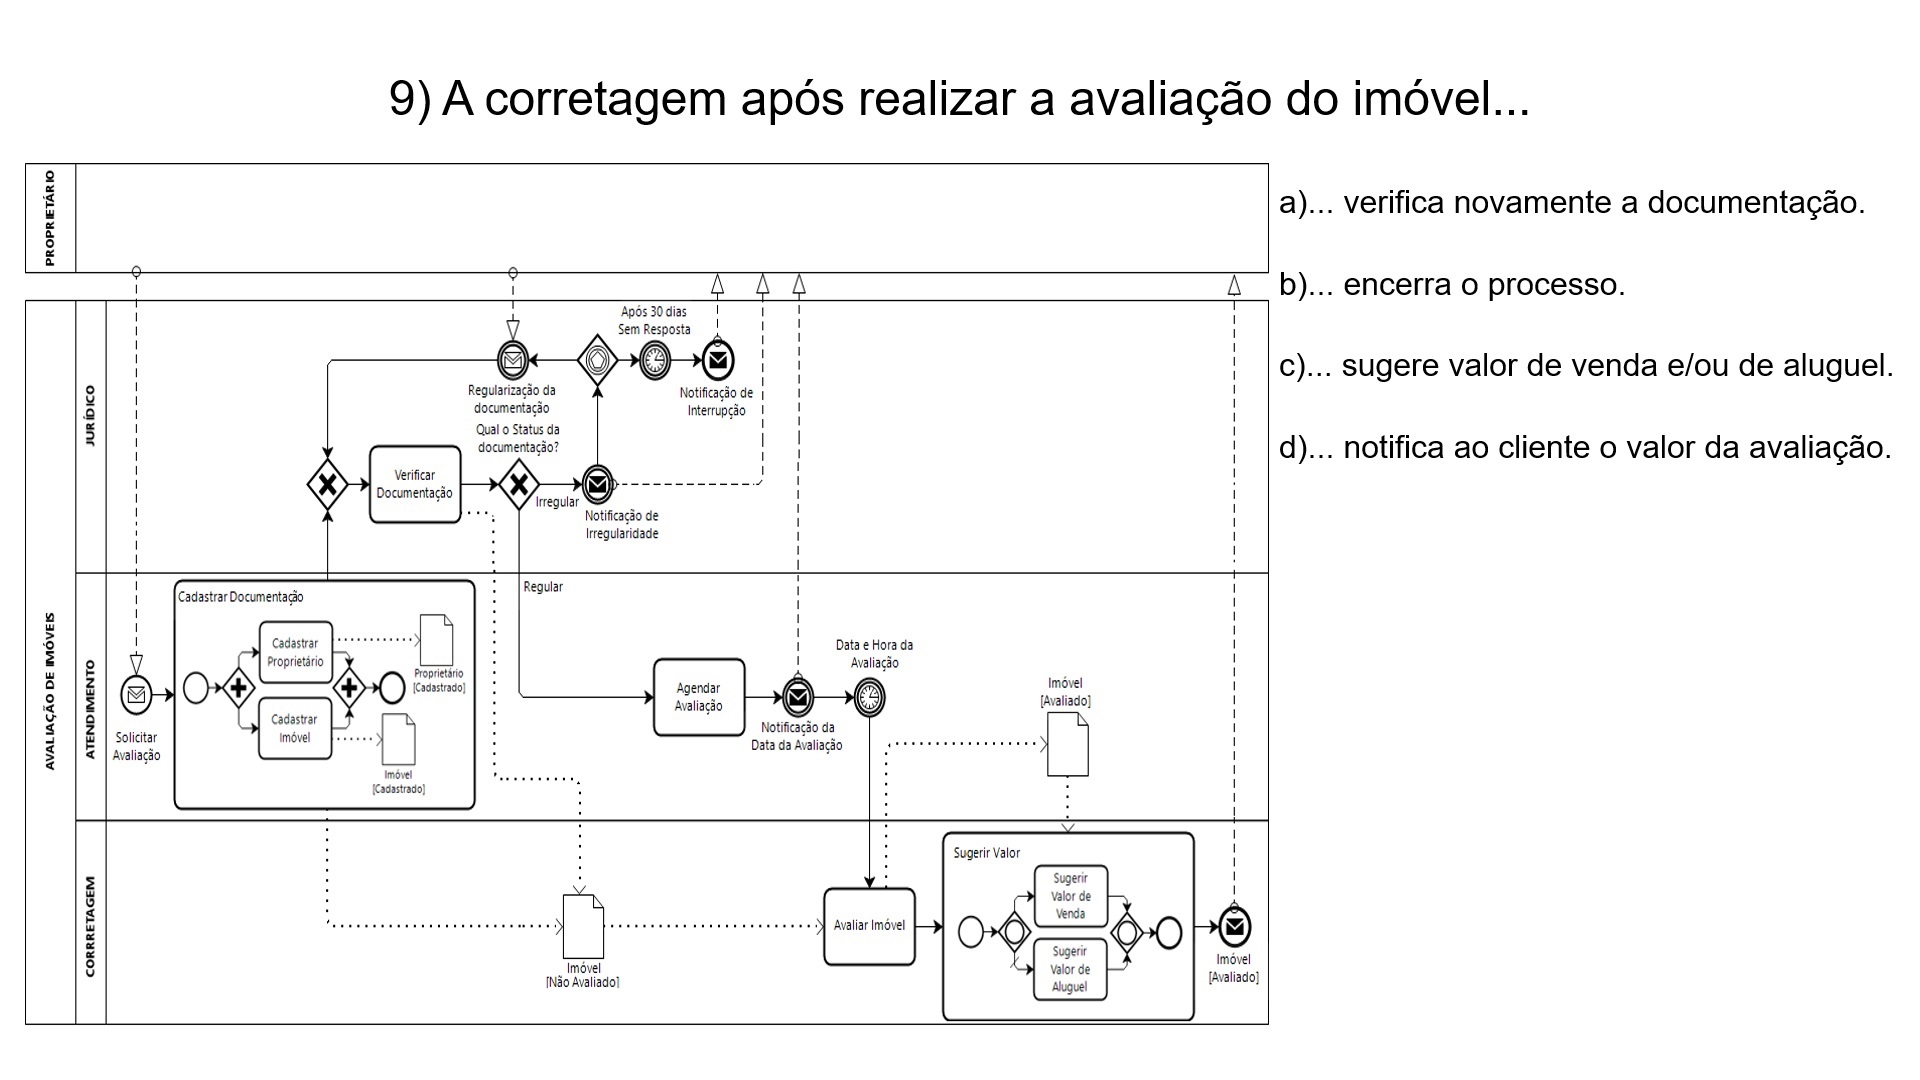 9) A corretagem após realizar a avaliação do imóvel...
PROPRIETÁRIO
a)... verifica novamente a documentação.
b)... encerra o processo.
c)... sugere valor de venda e/ou de aluguel.
d)... notifica ao cliente o valor da avaliação.
AVALIAÇÃO DE IMÓVEIS
JURÍDICO
Após 30 dias
Sem Resposta
Regularização da
documentação
Notificação de
Interrupção
Qual o Status da
documentação?
Verificar
Documentação
Irregular
Notificação de
Irregularidade
ATENDIMENTO
Regular
Cadastrar Documentação
Cadastrar
Proprietário
Proprietário
[Cadastrado]
Cadastrar
Imóvel
Imóvel
[Cadastrado]
Solicitar
Avaliação
Agendar
Avaliação
Notificação da
Data da Avaliação
Data e Hora da
Avaliação
Imóvel
[Avaliado]
CORRETAGEM
Imóvel
[Não Avaliado]
Avaliar Imóvel
Sugerir Valor
Sugerir
Valor de
Venda
Sugerir
Valor de
Aluguel
Imóvel
[Avaliado]